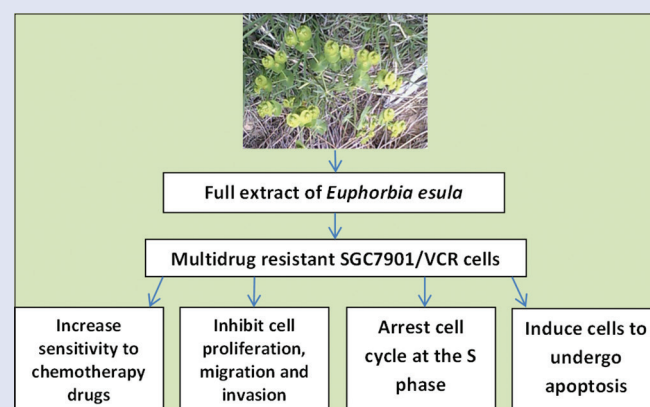 Full extract of Euphorbia esula
Multidrug resistant SGC7901/VCR cells
Increase
sensitivity to
chemotherapy
drugs
Inhibit cell
proliferation,
migration and
invasion
Arrest cell
cycle at the S
phase
Induce cells to
undergo
apoptosis